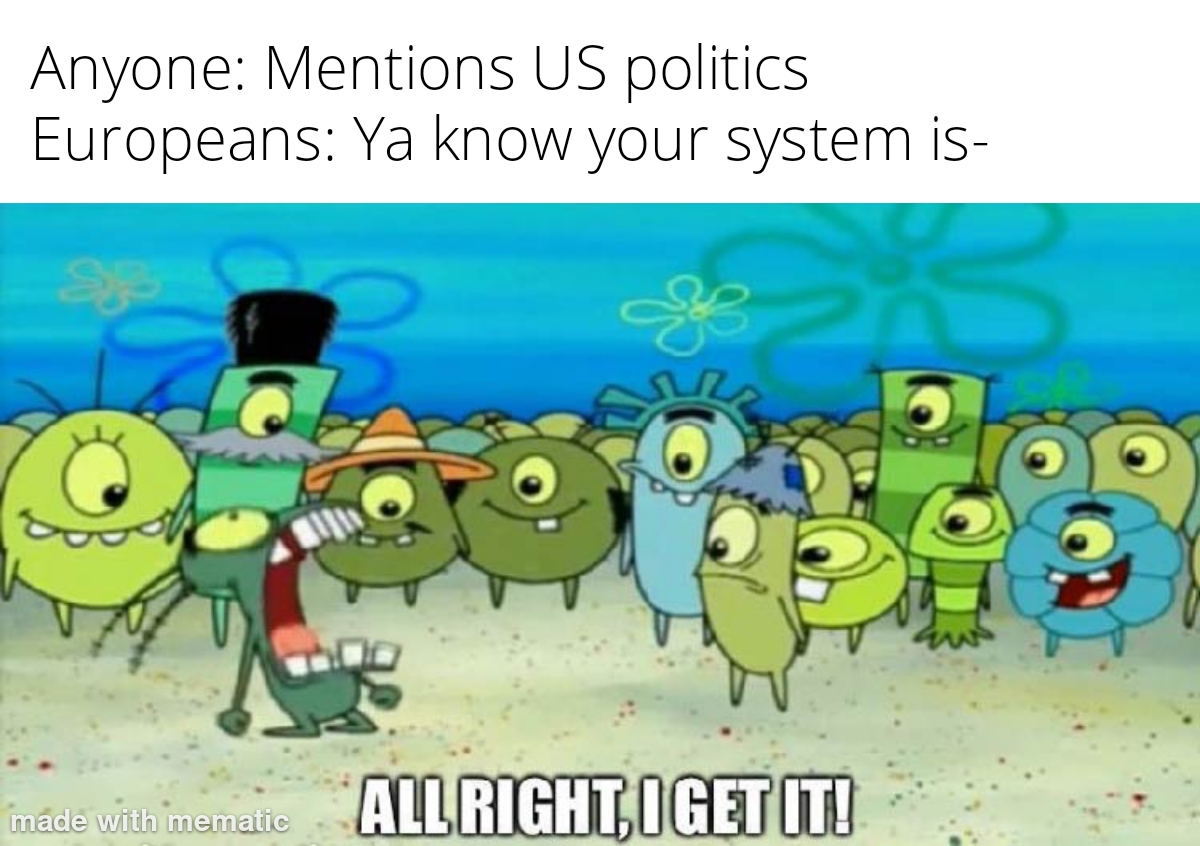 Anyone: Mentions US politics
Europeans: Ya know your system is-
ALL RIGHT, I GET IT!
made with mematic